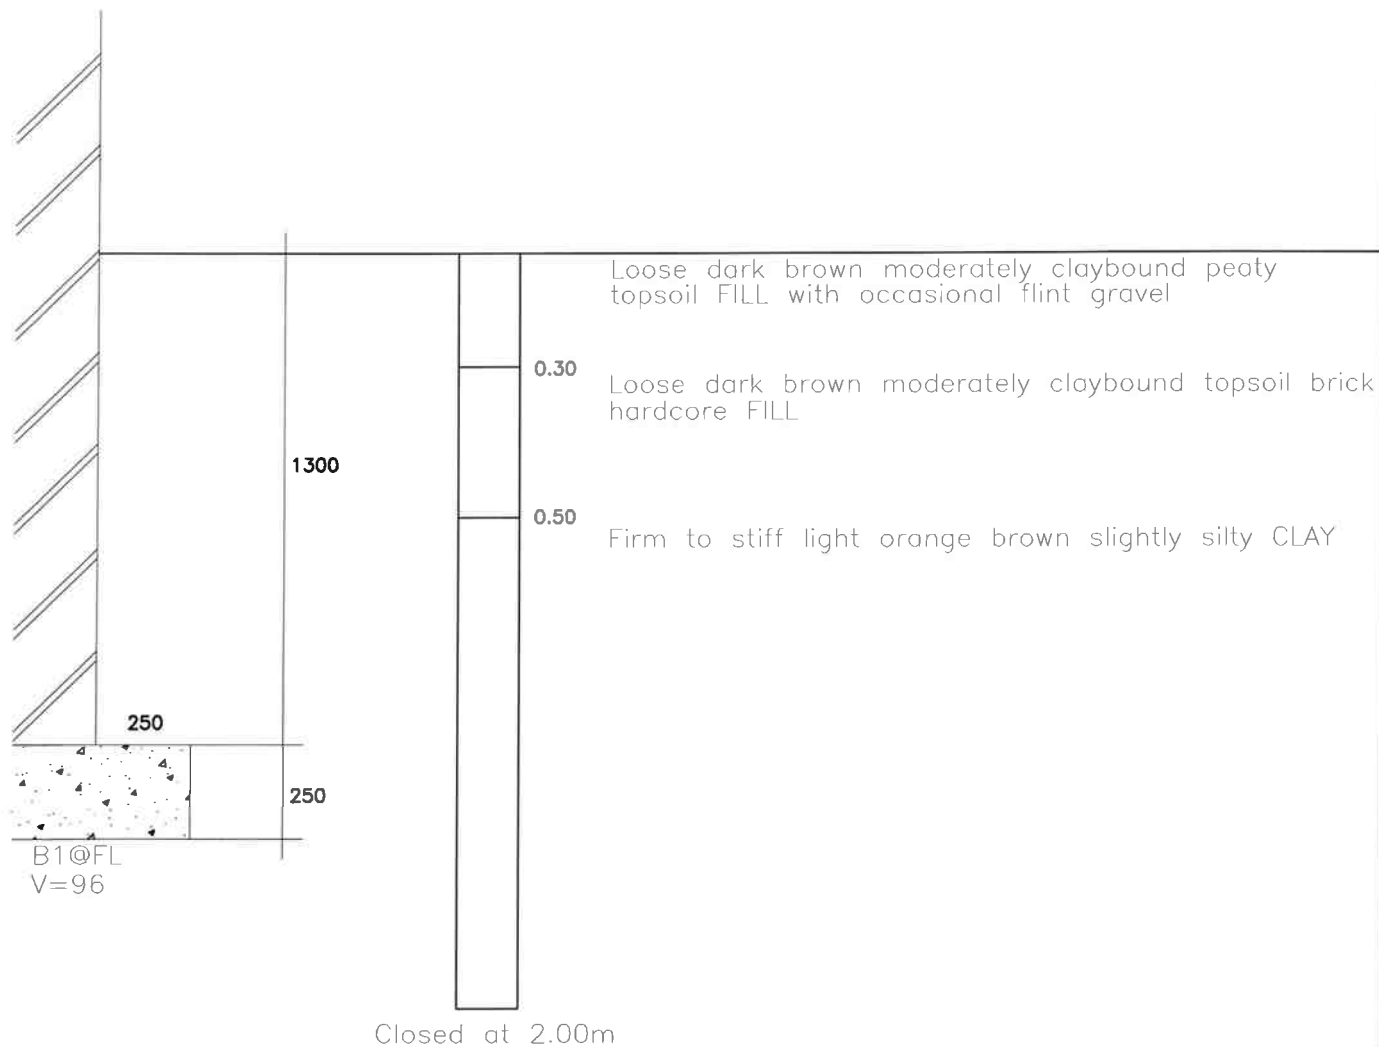 Loose dark brown moderately claybound peaty
topsoil FILL with occasional flint gravel
0.30
Loose dark brown moderately claybound topsoil brick
hardcore FILL
1300
0.50
Firm to stiff light orange brown slightly silty CLAY
250
250
B1@FL
V=96
Closed at 2.00m